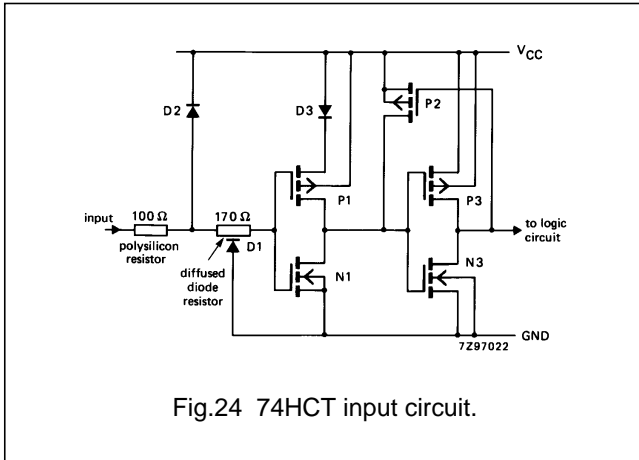 V_CC
D2
D3
P2
P1
P3
input
100 Ω
170 Ω
polysilicon
resistor
D1
to logic
circuit
diffused
diode
resistor
N1
N3
GND
7Z97022
Fig.24 74HCT input circuit.